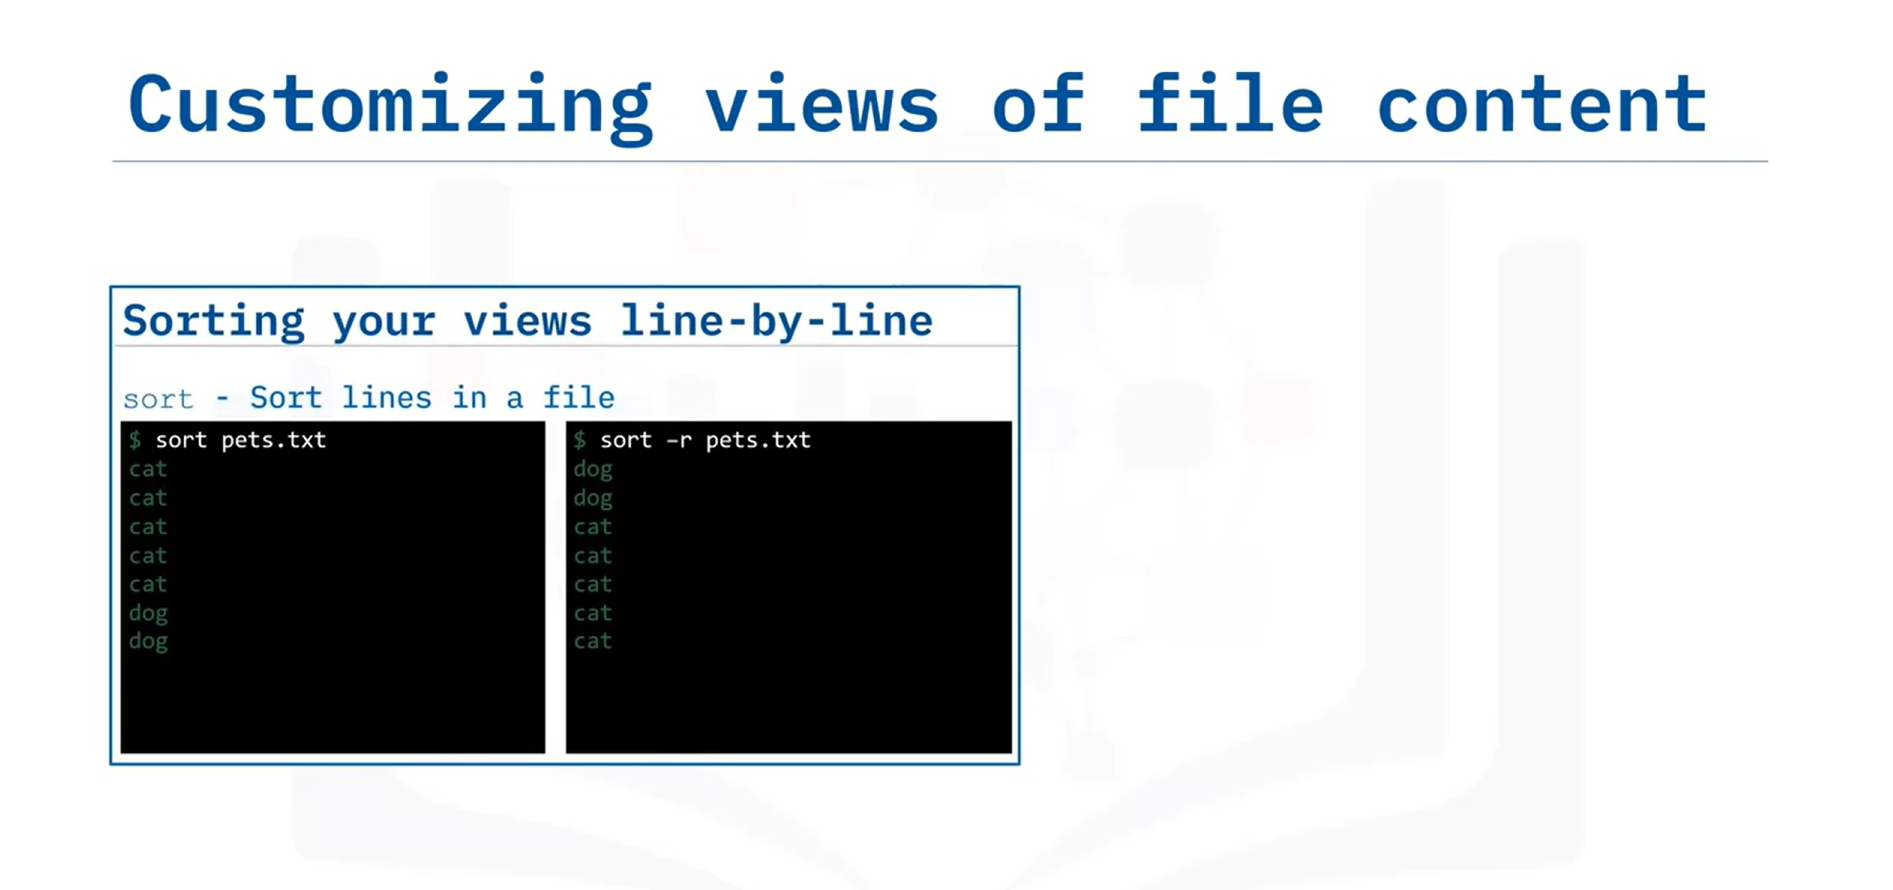 Customizing views of file content
Sorting your views line-by-line
sort - Sort lines in a file
$ sort pets.txt
cat
cat
cat
cat
cat
dog
dog
$ sort –r pets.txt
dog
dog
cat
cat
cat
cat
cat